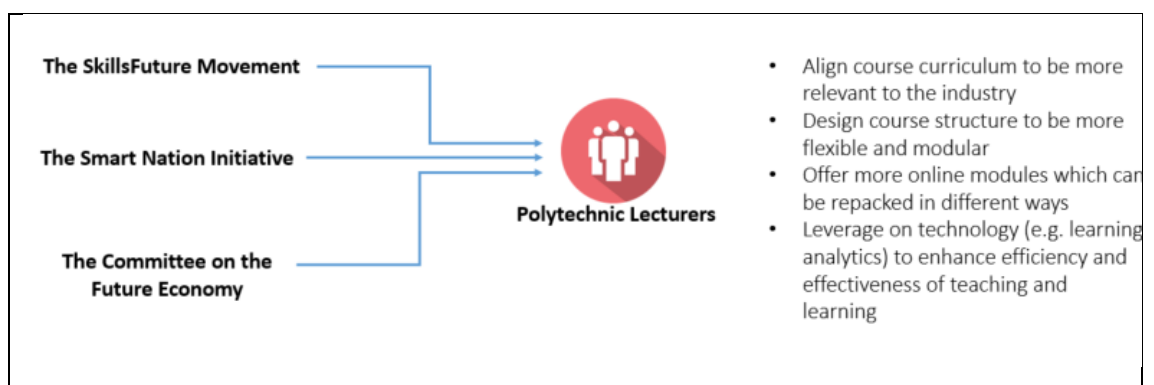 The SkillsFuture Movement
The Smart Nation Initiative
The Committee on the
Future Economy
Polytechnic Lecturers
• Align course curriculum to be more
relevant to the industry
• Design course structure to be more
flexible and modular
• Offer more online modules which can
be repacked in different ways
• Leverage on technology (e.g. learning
analytics) to enhance efficiency and
effectiveness of teaching and
learning